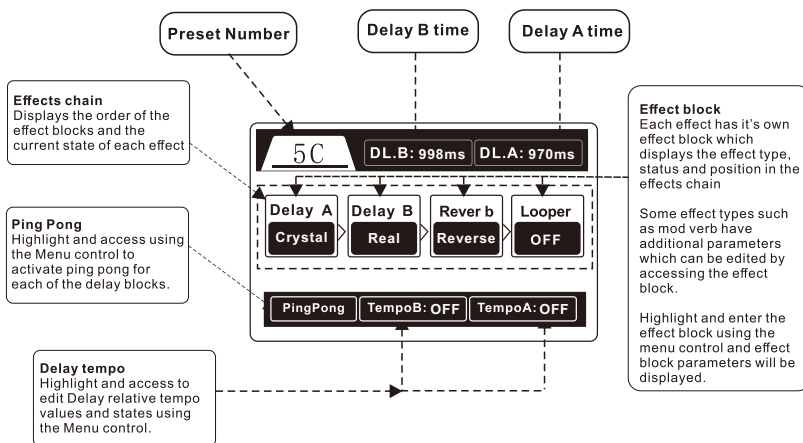 Preset Number
Delay B time
Delay A time
Effects chain
Displays the order of the
effect blocks and the
current state of each effect
Ping Pong
Highlight and access using
the Menu control to
activate ping pong for
each of the delay blocks.
5C
DL.B: 998ms
DL.A: 970ms
Delay A
Crystal
Delay B
Real
Rever b
Reverse
Looper
OFF
PingPong
TempoB: OFF
TempoA: OFF
Effect block
Each effect has it's own
effect block which
displays the effect type,
status and position in the
effects chain
Some effect types such
as mod verb have
additional parameters
which can be edited by
accessing the effect
block.
Highlight and enter the
effect block using the
menu control and effect
block parameters will be
displayed.
Delay tempo
Highlight and access to
edit Delay relative tempo
values and states using
the Menu control.